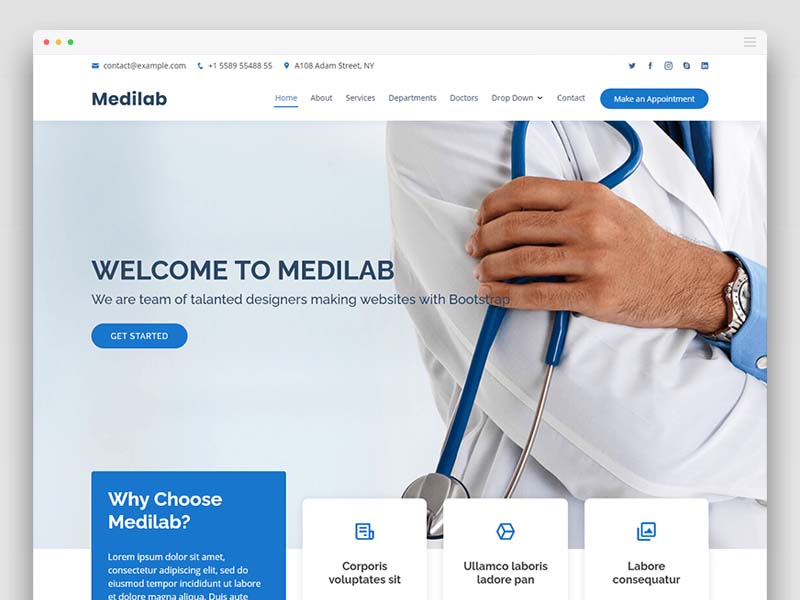 contact@example.com +1 5589 55488 55 A108 Adam Street, NY
Medilab Home About Services Departments Doctors Drop Down Contact Make an Appointment
WELCOME TO MEDILAB
We are team of talanted designers making websites with Bootstrap
GET STARTED
Why Choose
Medilab?
Lorem ipsum dolor sit amet,
consectetur adipiscing elit, sed do
eiusmod tempor incididunt ut labore
et dolore magna aliqua. Duis aute
Corporis
voluptates sit
Ullamco laboris
ladore pan
Labore
consequatur